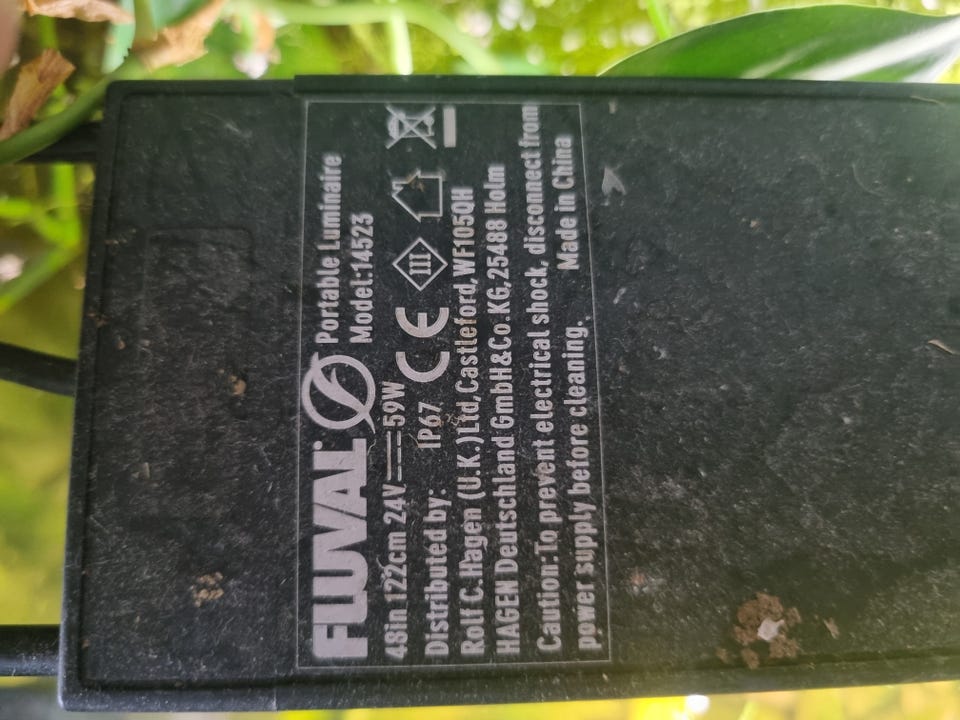 FLUVAL Portable Luminaire
Model:14523
48in 122cm 24V 59W
Distributed by: IP67 CE III
Rolf C.Hagen (U.K.)Ltd,Castleford,WF105QH
HAGEN Deutschland GmbH&Co.KG,25488 Holm
Caution:To prevent electrical shock, disconnect from
power supply before cleaning. Made in China